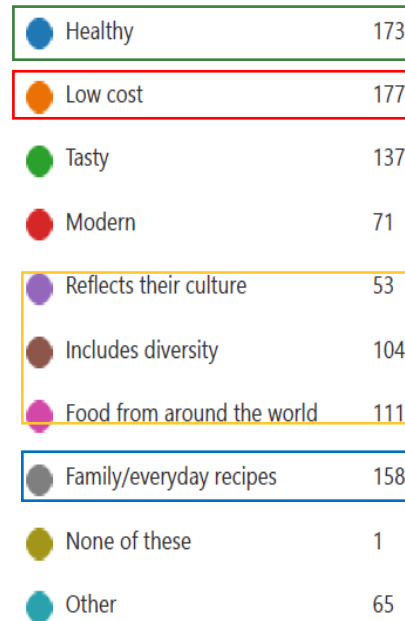 Healthy 173
Low cost 177
Tasty 137
Modern 71
Reflects their culture 53
Includes diversity 104
Food from around the world 111
Family/everyday recipes 158
None of these 1
Other 65